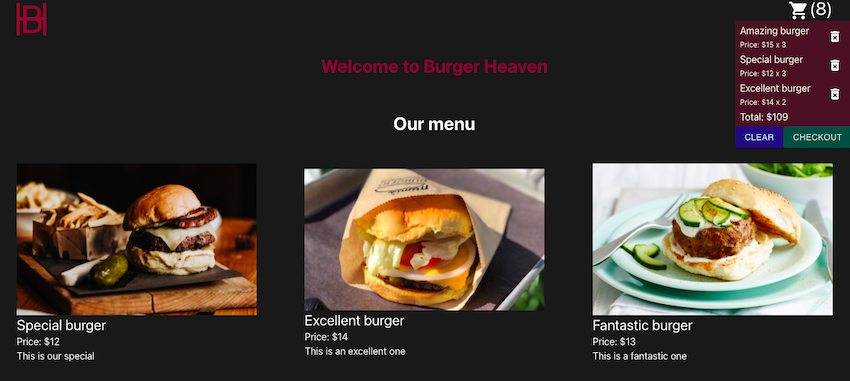 BH
(8)
Amazing burger
Price: $15 x 3
Special burger
Price: $12 x 3
Excellent burger
Price: $14 x 2
Total: $109
CLEAR CHECKOUT
Welcome to Burger Heaven
Our menu
Special burger
Price: $12
This is our special
Excellent burger
Price: $14
This is an excellent one
Fantastic burger
Price: $13
This is a fantastic one